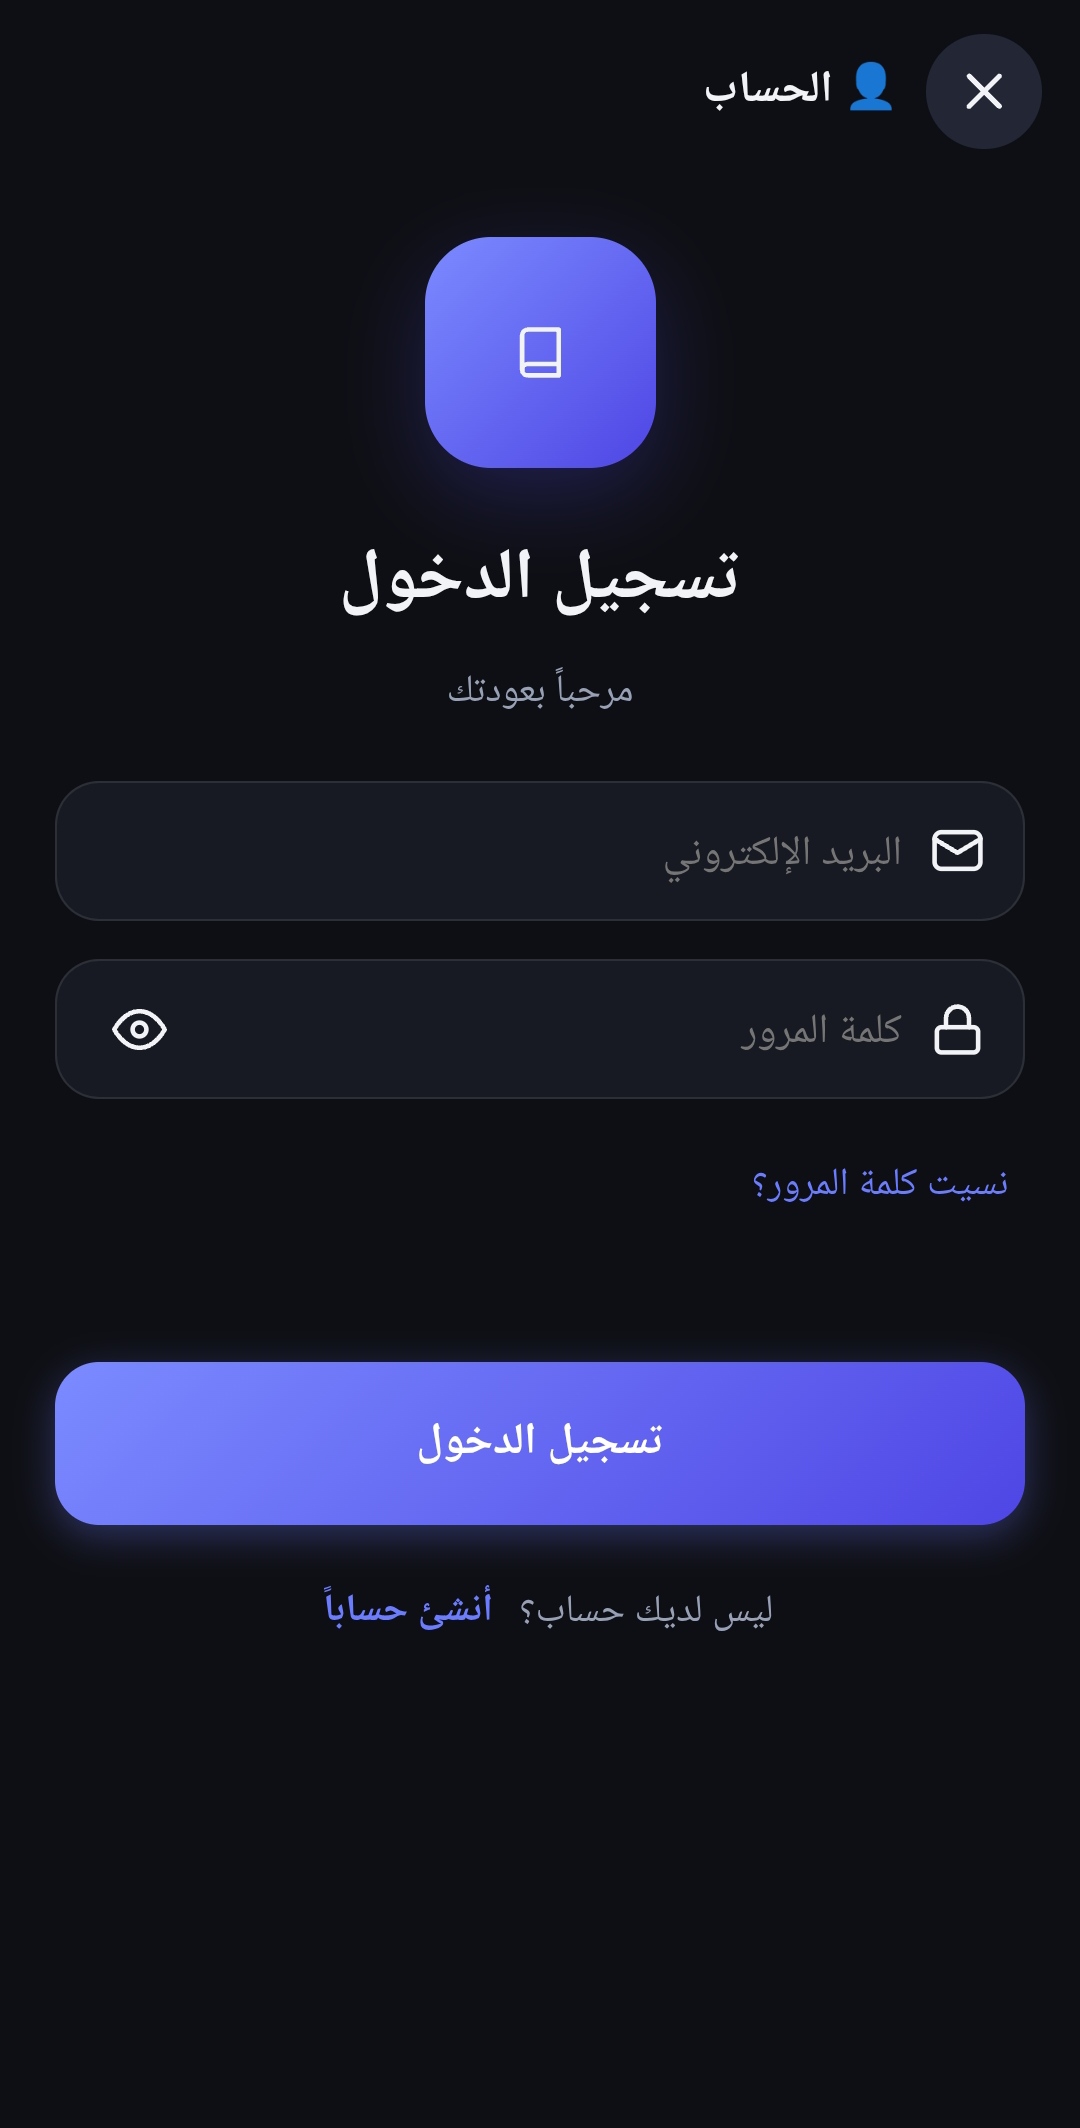 👤 الحساب
تسجيل الدخول
مرحباً بعودتك
البريد الإلكتروني
كلمة المرور
نسيت كلمة المرور؟
تسجيل الدخول
ليس لديك حساب؟ أنشئ حساباً